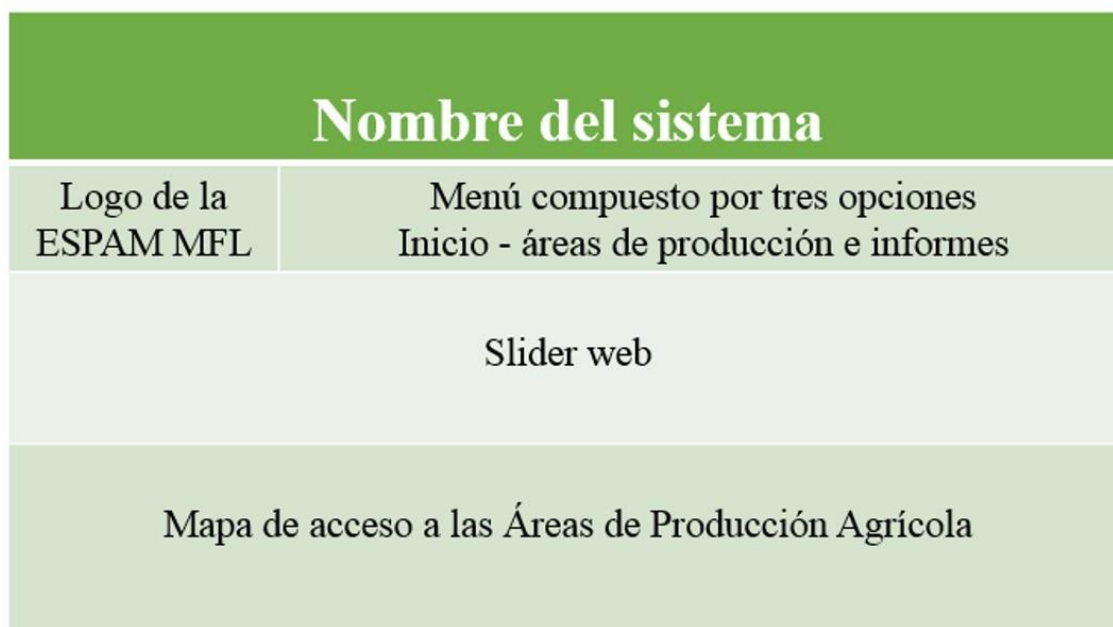 Nombre del sistema
Logo de la
ESPAM MFL
Menú compuesto por tres opciones
Inicio - áreas de producción e informes
Slider web
Mapa de acceso a las Áreas de Producción Agrícola